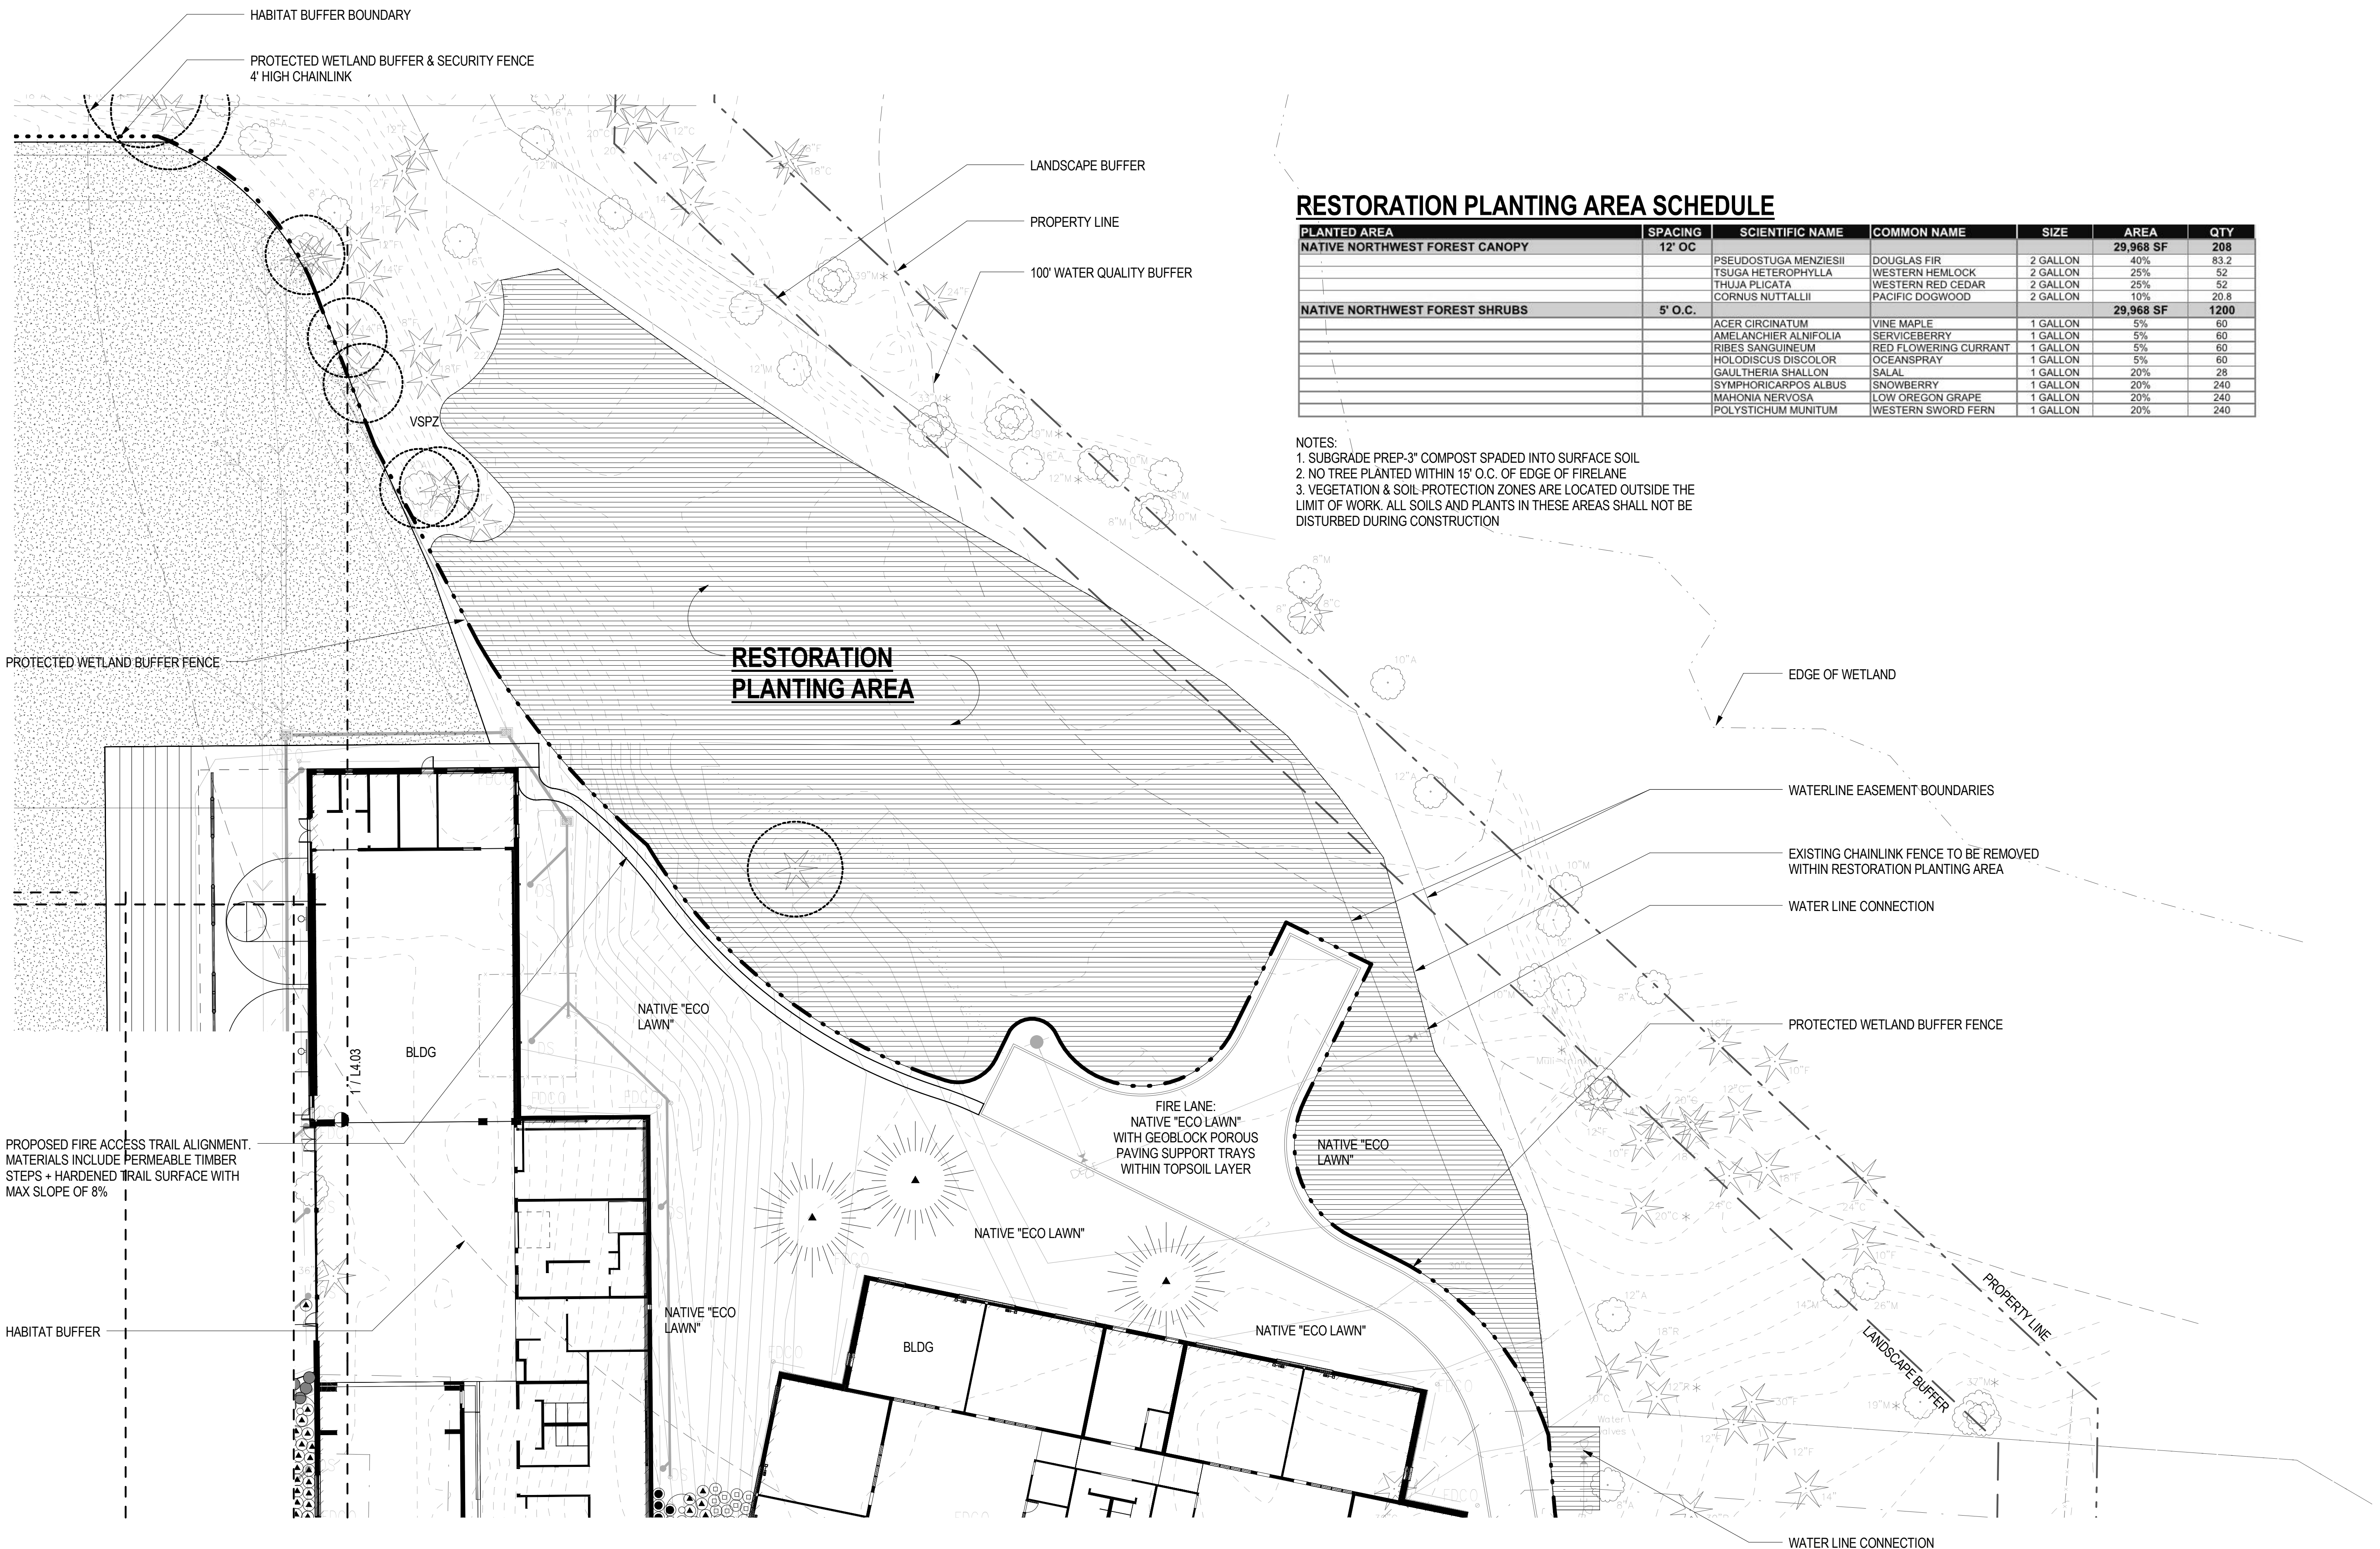 HABITAT BUFFER BOUNDARY
PROTECTED WETLAND BUFFER & SECURITY FENCE
4' HIGH CHAINLINK
LANDSCAPE BUFFER
PROPERTY LINE
100' WATER QUALITY BUFFER
RESTORATION PLANTING AREA SCHEDULE
PLANTED AREA SPACING SCIENTIFIC NAME COMMON NAME SIZE AREA QTY
NATIVE NORTHWEST FOREST CANOPY 12' OC 29,968 SF 208
PSEUDOSTUGA MENZIESII DOUGLAS FIR 2 GALLON 40% 83.2
TSUGA HETEROPHYLLA WESTERN HEMLOCK 2 GALLON 25% 52
THUJA PLICATA WESTERN RED CEDAR 2 GALLON 25% 52
CORNUS NUTTALLII PACIFIC DOGWOOD 2 GALLON 10% 20.8
NATIVE NORTHWEST FOREST SHRUBS 5' O.C. 29,968 SF 1200
ACER CIRCINATUM VINE MAPLE 1 GALLON 5% 60
AMELANCHIER ALNIFOLIA SERVICEBERRY 1 GALLON 5% 60
RIBES SANGUINEUM RED FLOWERING CURRANT 1 GALLON 5% 60
HOLODISCUS DISCOLOR OCEANSPRAY 1 GALLON 5% 60
GAULTHERIA SHALLON SALAL 1 GALLON 20% 28
SYMPHORICARPOS ALBUS SNOWBERRY 1 GALLON 20% 240
MAHONIA NERVOSA LOW OREGON GRAPE 1 GALLON 20% 240
POLYSTICHUM MUNITUM WESTERN SWORD FERN 1 GALLON 20% 240
NOTES:
1. SUBGRADE PREP-3" COMPOST SPADED INTO SURFACE SOIL
2. NO TREE PLANTED WITHIN 15' O.C. OF EDGE OF FIRELANE
3. VEGETATION & SOIL PROTECTION ZONES ARE LOCATED OUTSIDE THE
LIMIT OF WORK. ALL SOILS AND PLANTS IN THESE AREAS SHALL NOT BE
DISTURBED DURING CONSTRUCTION
VSPZ
PROTECTED WETLAND BUFFER FENCE
RESTORATION
PLANTING AREA
EDGE OF WETLAND
WATERLINE EASEMENT BOUNDARIES
EXISTING CHAINLINK FENCE TO BE REMOVED
WITHIN RESTORATION PLANTING AREA
WATER LINE CONNECTION
PROTECTED WETLAND BUFFER FENCE
NATIVE "ECO
LAWN"
BLDG
1 / L4.03
FIRE LANE:
NATIVE "ECO LAWN"
WITH GEOBLOCK POROUS
PAVING SUPPORT TRAYS
WITHIN TOPSOIL LAYER
NATIVE "ECO
LAWN"
PROPOSED FIRE ACCESS TRAIL ALIGNMENT.
MATERIALS INCLUDE PERMEABLE TIMBER
STEPS + HARDENED TRAIL SURFACE WITH
MAX SLOPE OF 8%
NATIVE "ECO LAWN"
HABITAT BUFFER
NATIVE "ECO
LAWN"
BLDG
NATIVE "ECO LAWN"
PROPERTY LINE
LANDSCAPE BUFFER
WATER LINE CONNECTION